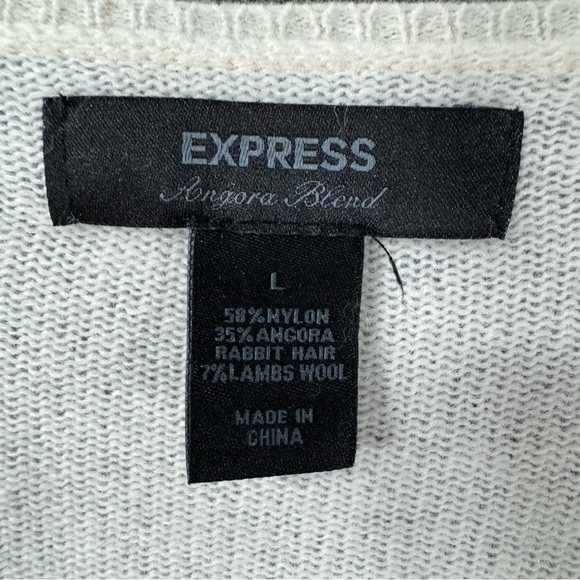 EXPRESS
Angora Blend
L
58%NYLON
35%ANGORA
RABBIT HAIR
7%LAMBS WOOL
MADE IN
CHINA